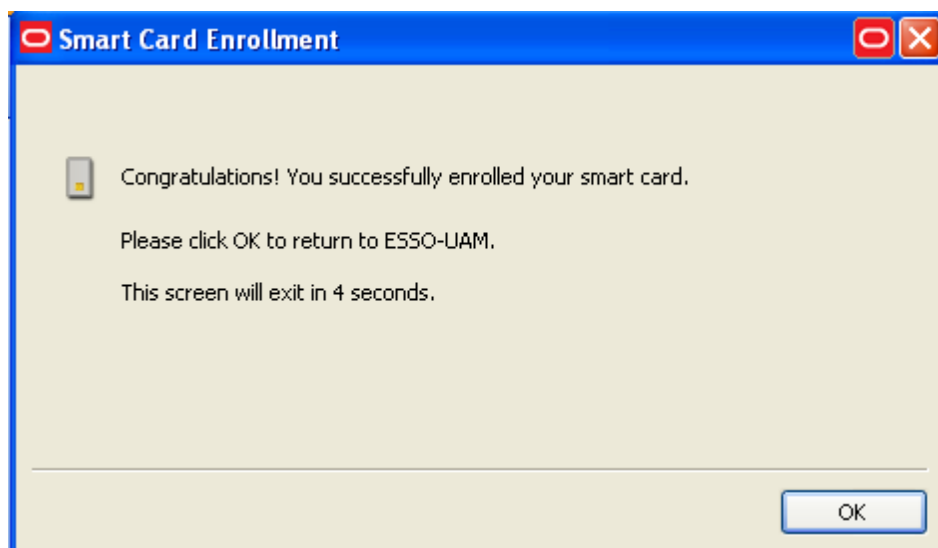 Smart Card Enrollment
Congratulations! You successfully enrolled your smart card.
Please click OK to return to ESSO-UAM.
This screen will exit in 4 seconds.
OK